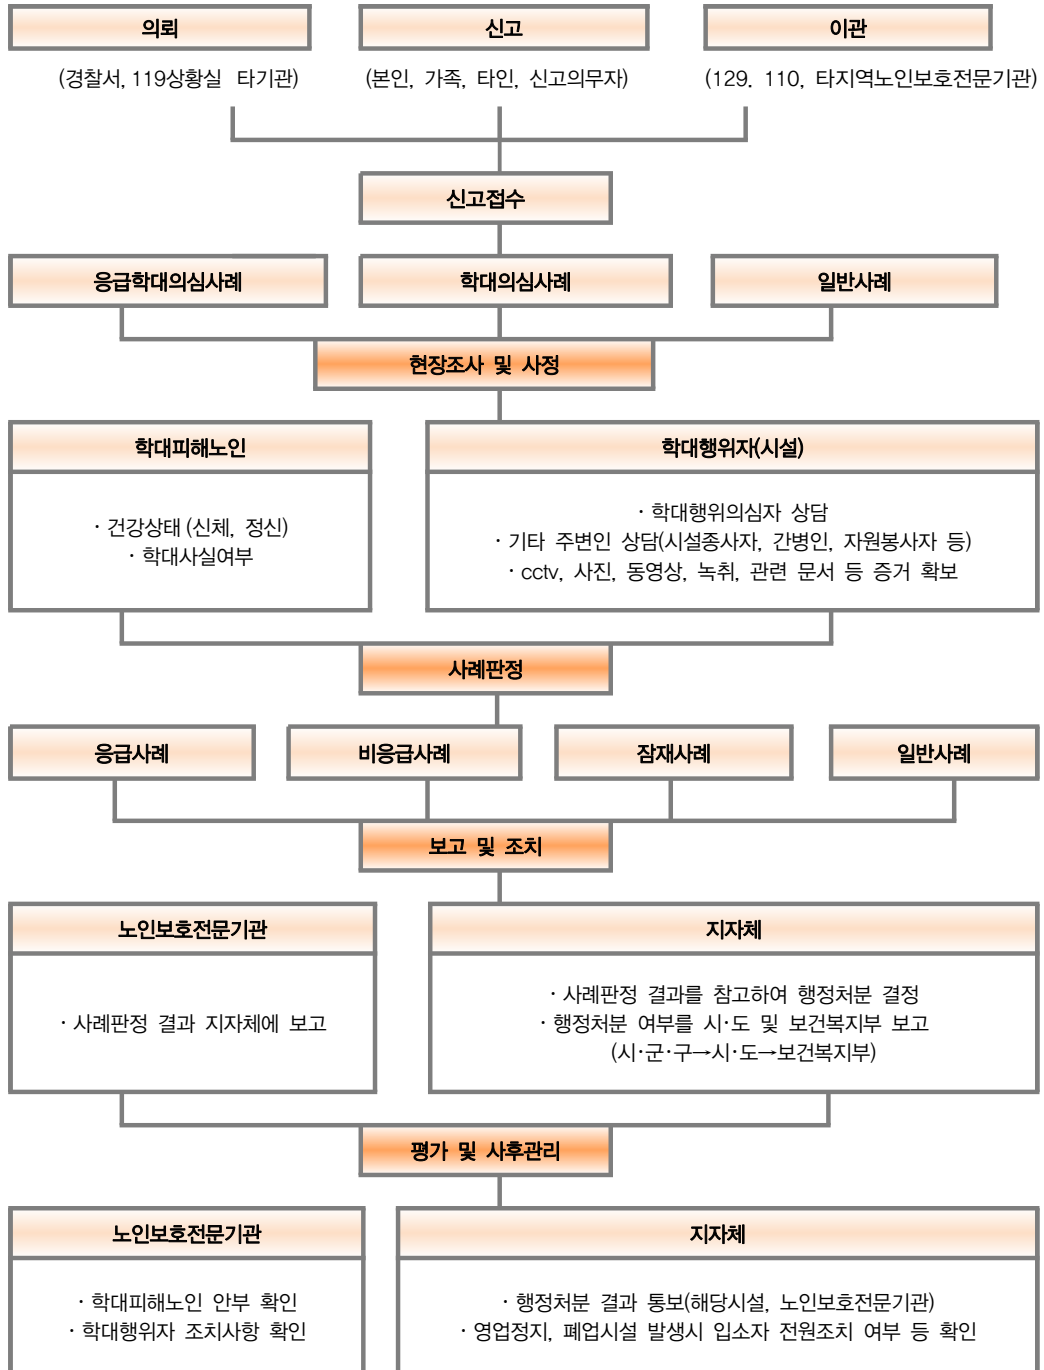 의뢰
신고
이관
(경찰서, 119상황실 타기관)
(본인, 가족, 타인, 신고의무자)
(129. 110, 타지역노인보호전문기관)
신고접수
응급학대의심사례
학대의심사례
일반사례
현장조사 및 사정
학대피해노인
· 건강상태 (신체, 정신)
· 학대사실여부
학대행위자(시설)
· 학대행위의심자 상담
· 기타 주변인 상담(시설종사자, 간병인, 자원봉사자 등)
· cctv, 사진, 동영상, 녹취, 관련 문서 등 증거 확보
사례판정
응급사례
비응급사례
잠재사례
일반사례
보고 및 조치
노인보호전문기관
· 사례판정 결과 지자체에 보고
지자체
· 사례판정 결과를 참고하여 행정처분 결정
· 행정처분 여부를 시·도 및 보건복지부 보고
(시·군·구→시·도→보건복지부)
평가 및 사후관리
노인보호전문기관
· 학대피해노인 안부 확인
· 학대행위자 조치사항 확인
지자체
· 행정처분 결과 통보(해당시설, 노인보호전문기관)
· 영업정지, 폐업시설 발생시 입소자 전원조치 여부 등 확인